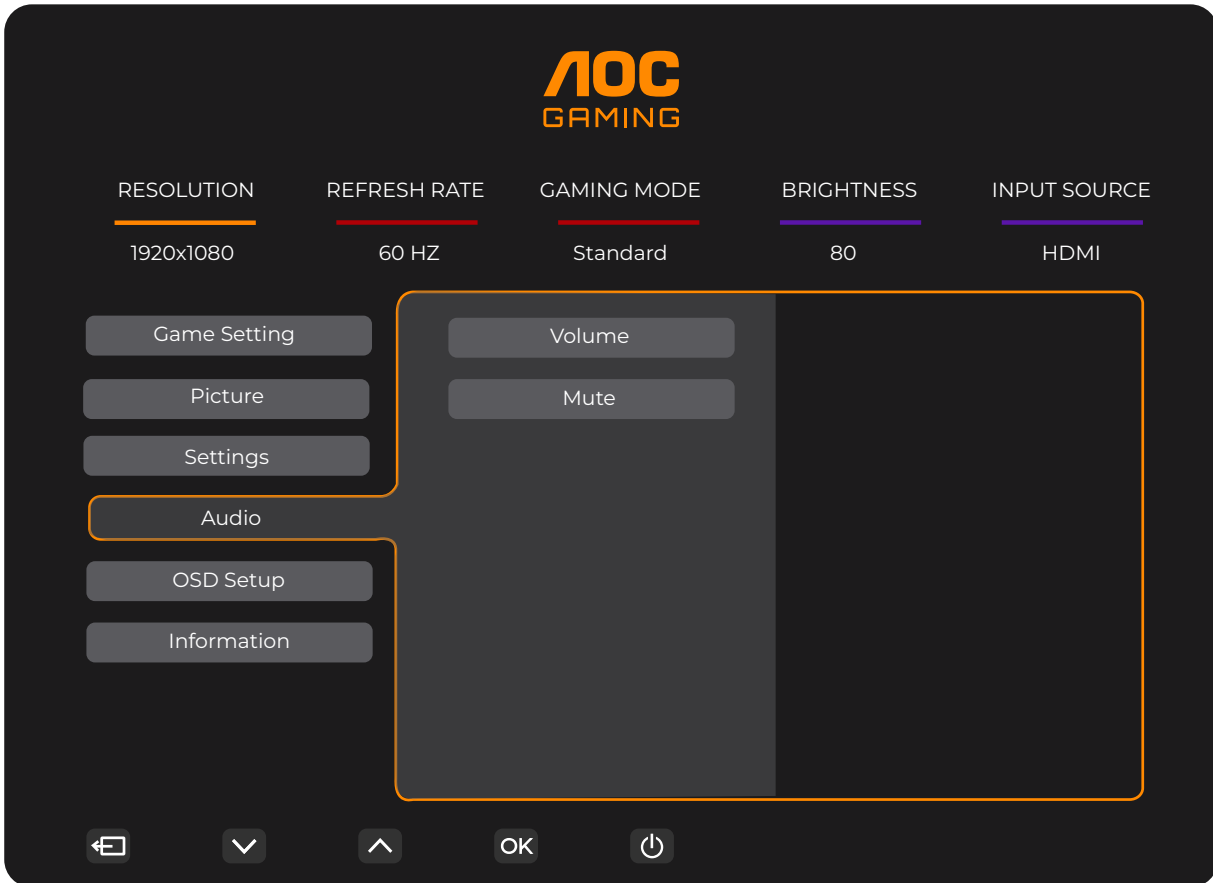 AOC
GAMING
RESOLUTION REFRESH RATE GAMING MODE BRIGHTNESS INPUT SOURCE
1920x1080 60 HZ Standard 80 HDMI
Game Setting Volume
Picture Mute
Settings
Audio
OSD Setup
Information
OK